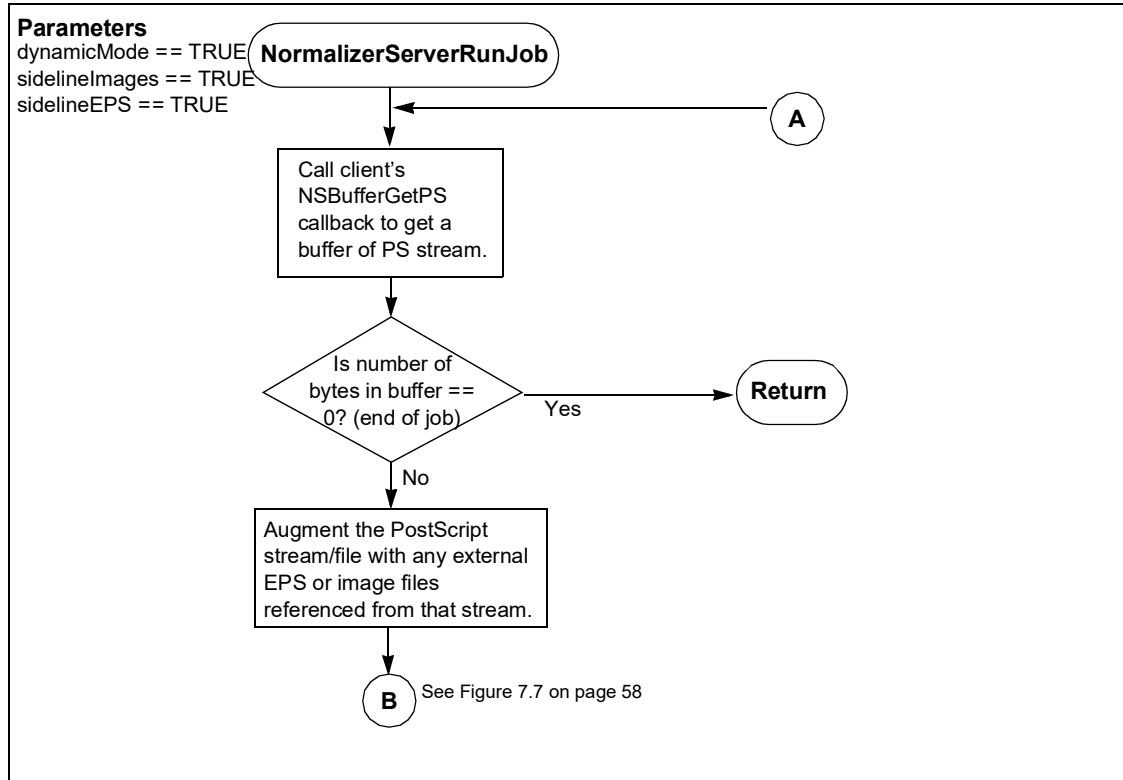 Parameters
dynamicMode == TRUE
sidelineImages == TRUE
sidelineEPS == TRUE
NormalizerServerRunJob
A
Call client’s
NSBufferGetPS
callback to get a
buffer of PS stream.
Is number of
bytes in buffer ==
0? (end of job)
Yes
Return
No
Augment the PostScript
stream/file with any external
EPS or image files
referenced from that stream.
B
See Figure 7.7 on page 58